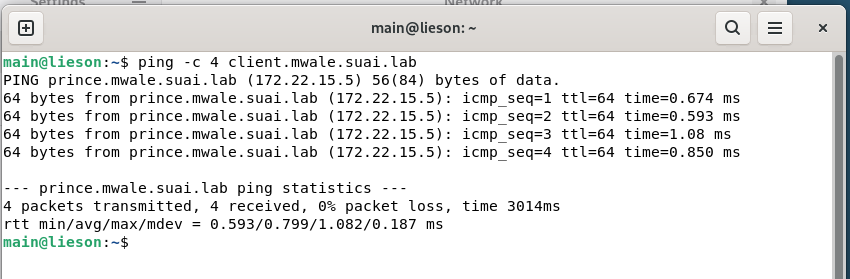 Settings
Network
main@lieson: ~
main@lieson:~$ ping -c 4 client.mwale.suai.lab
PING prince.mwale.suai.lab (172.22.15.5) 56(84) bytes of data.
64 bytes from prince.mwale.suai.lab (172.22.15.5): icmp_seq=1 ttl=64 time=0.674 ms
64 bytes from prince.mwale.suai.lab (172.22.15.5): icmp_seq=2 ttl=64 time=0.593 ms
64 bytes from prince.mwale.suai.lab (172.22.15.5): icmp_seq=3 ttl=64 time=1.08 ms
64 bytes from prince.mwale.suai.lab (172.22.15.5): icmp_seq=4 ttl=64 time=0.850 ms
--- prince.mwale.suai.lab ping statistics ---
4 packets transmitted, 4 received, 0% packet loss, time 3014ms
rtt min/avg/max/mdev = 0.593/0.799/1.082/0.187 ms
main@lieson:~$